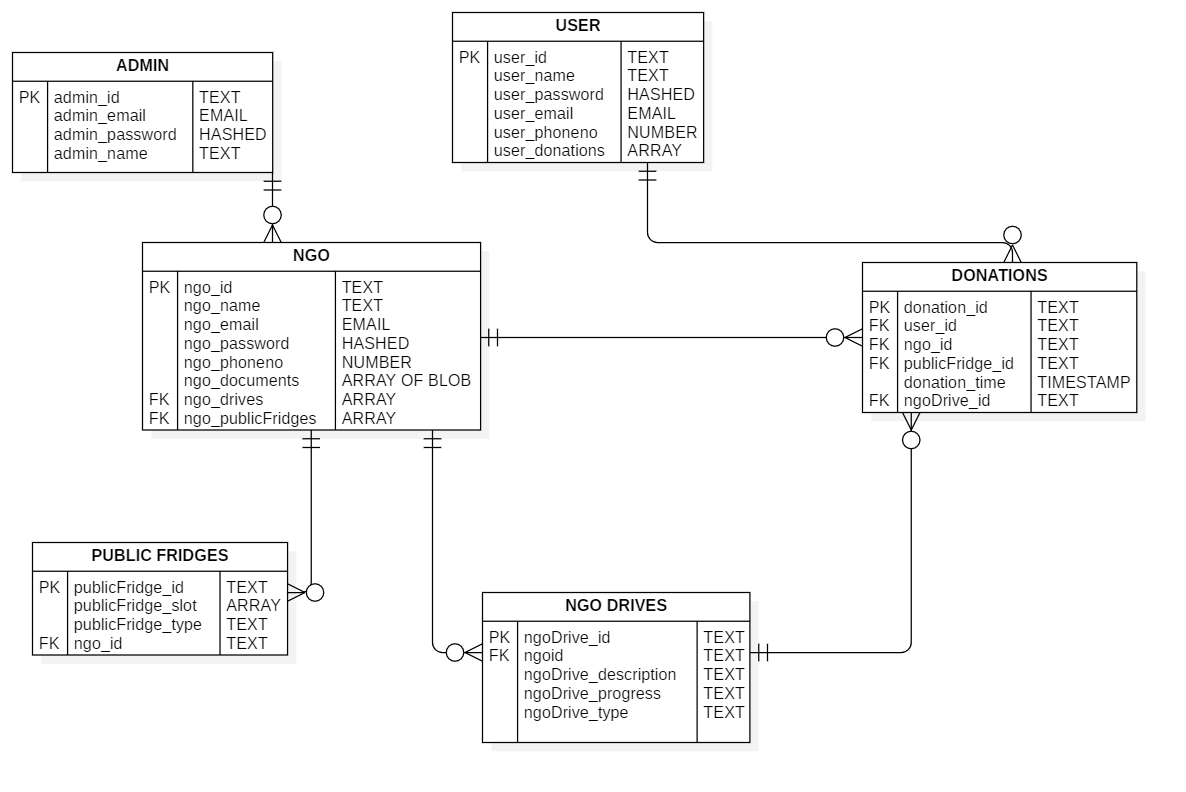 USER
PK user_id TEXT
user_name TEXT
user_password HASHED
user_email EMAIL
user_phoneno NUMBER
user_donations ARRAY
ADMIN
PK admin_id TEXT
admin_email EMAIL
admin_password HASHED
admin_name TEXT
NGO
PK ngo_id TEXT
ngo_name TEXT
ngo_email EMAIL
ngo_password HASHED
ngo_phoneno NUMBER
ngo_documents ARRAY OF BLOB
FK ngo_drives ARRAY
FK ngo_publicFridges ARRAY
DONATIONS
PK donation_id TEXT
FK user_id TEXT
FK ngo_id TEXT
FK publicFridge_id TEXT
donation_time TIMESTAMP
FK ngoDrive_id TEXT
PUBLIC FRIDGES
PK publicFridge_id TEXT
publicFridge_slot ARRAY
publicFridge_type TEXT
FK ngo_id TEXT
NGO DRIVES
PK ngoDrive_id TEXT
FK ngoid TEXT
ngoDrive_description TEXT
ngoDrive_progress TEXT
ngoDrive_type TEXT